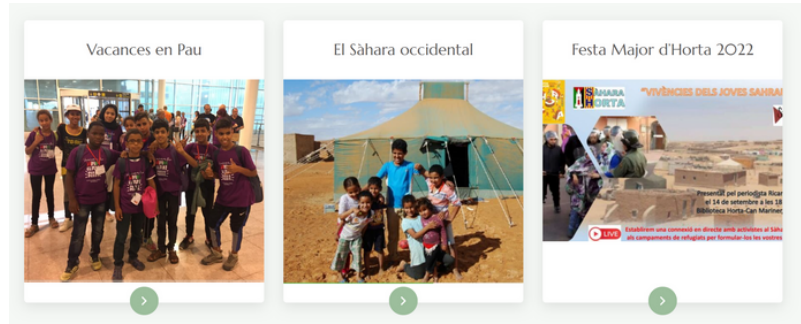 Vacances en Pau
El Sàhara occidental
Festa Major d'Horta 2022
SÀHARA
HORTA
"VIVÈNCIES DELS JOVES SAHRA
Presentat pel periodista Ricar
el 14 de setembre a les 18
Biblioteca Horta-Can Mariner,
LIVE
Establirem una connexió en directe amb activistes al Sàha
als campaments de refugiats per formular-los les vostres